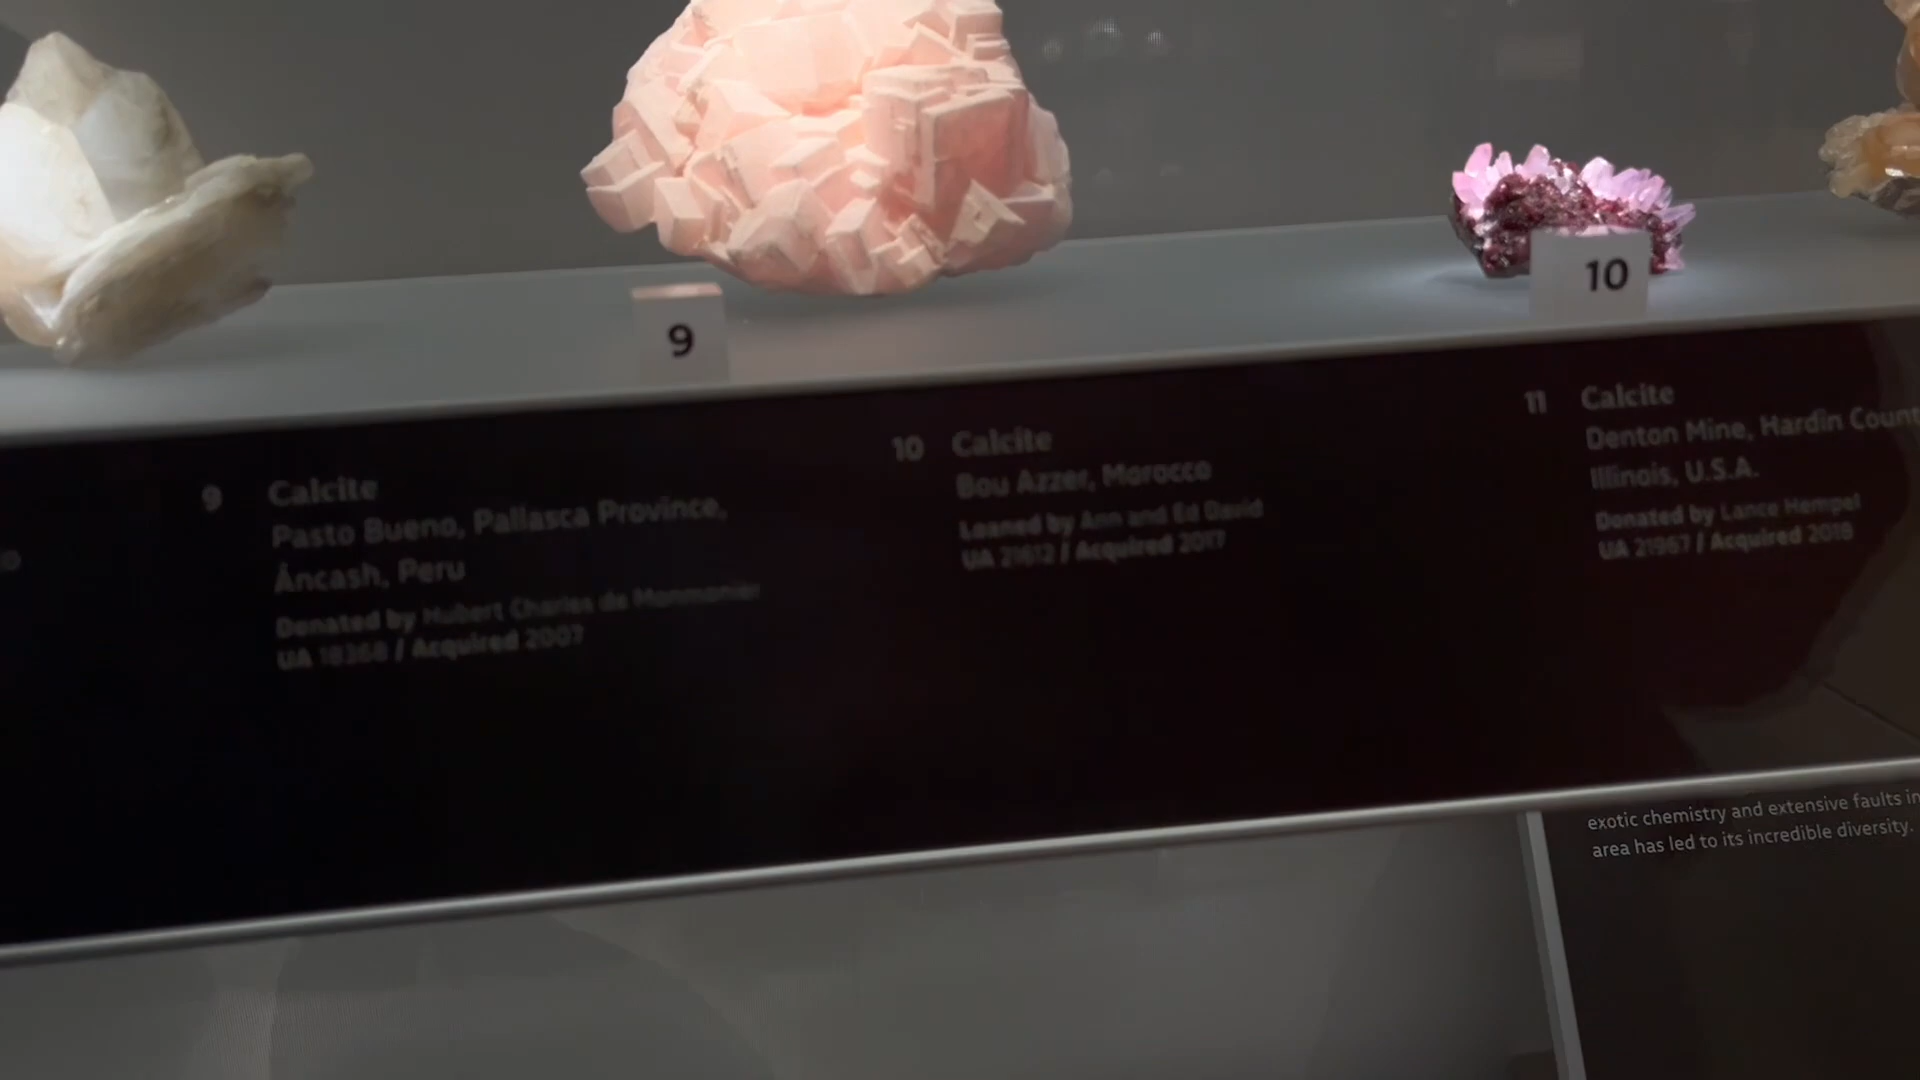 9
10
9 Calcite
Pasto Bueno, Pallasca Province,
Áncash, Peru
Donated by Hubert Charles de Monmonier
UA 18368 / Acquired 2007
10 Calcite
Bou Azzer, Morocco
Loaned by Ann and Ed David
UA 21612 / Acquired 2017
11 Calcite
Denton Mine, Hardin
Illinois, U.S.A.
Donated by Lance Hempel
UA 21967 / Acquired 2018
exotic chemistry and extensive faults in
area has led to its incredible diversity.